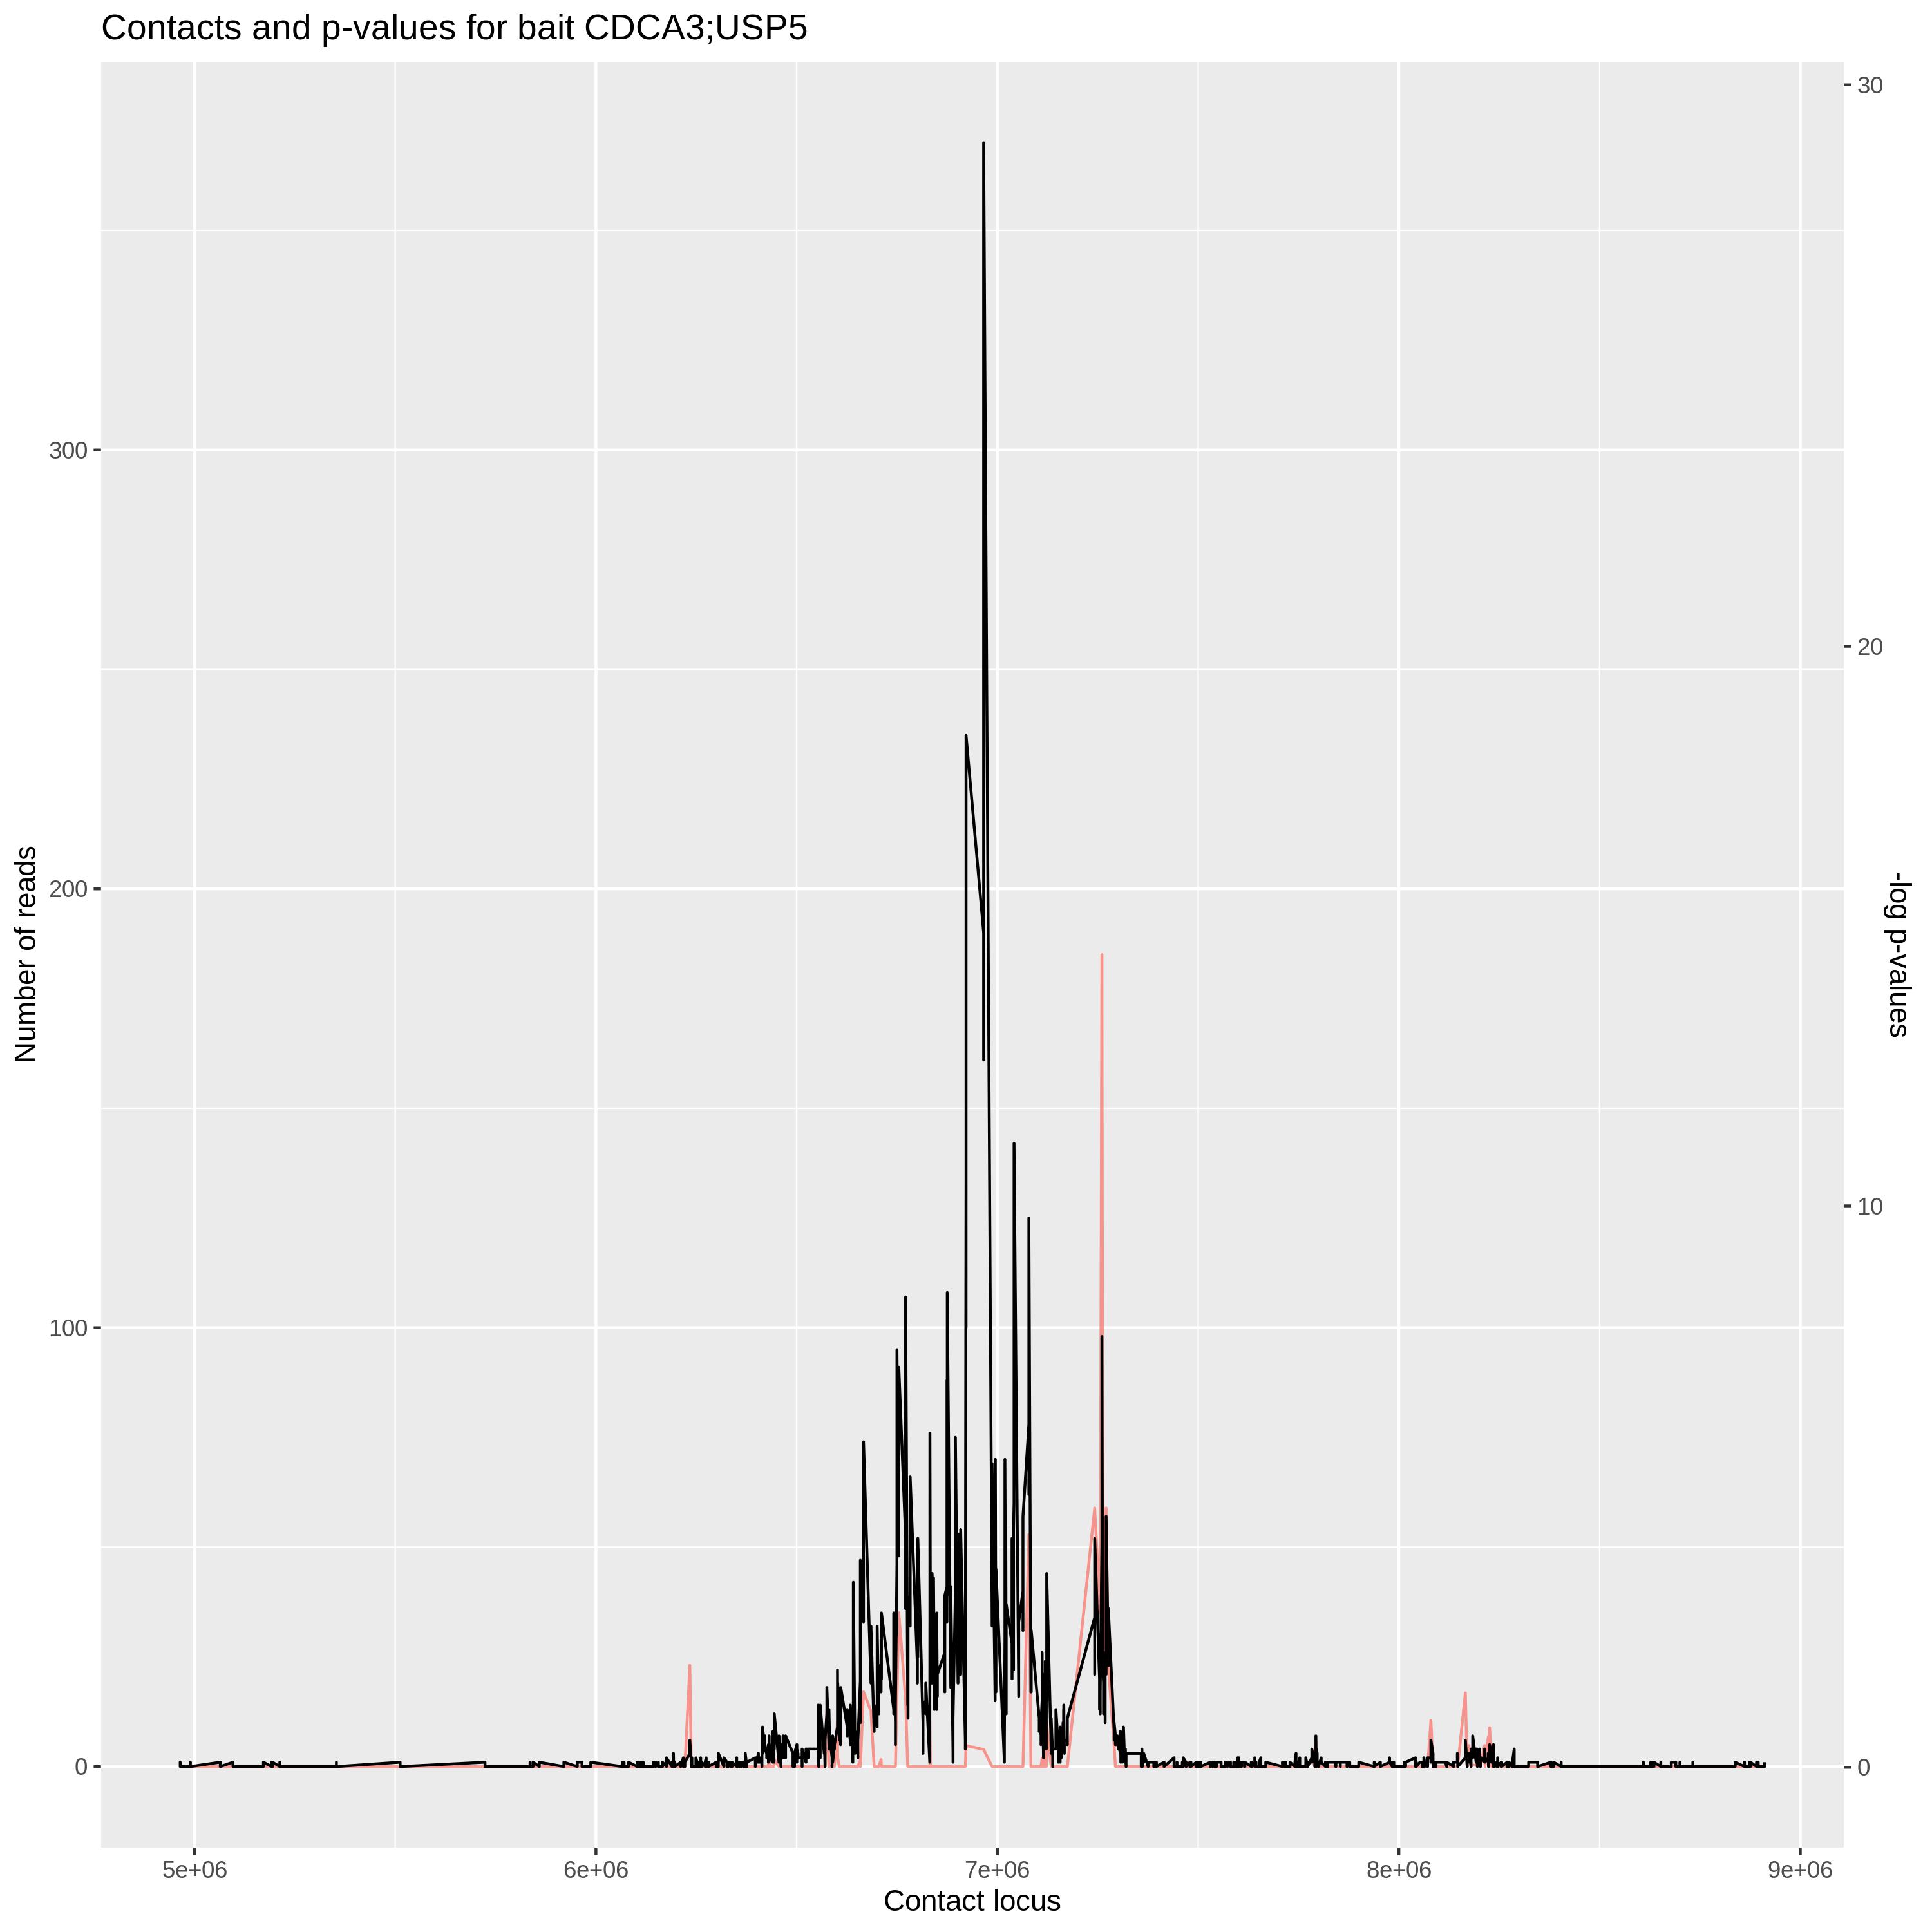 Contacts and p-values for bait CDCA3;USP5
Number of reads
300
200
100
0
30
20
10
0
-log p-values
5e+06
6e+06
7e+06
8e+06
9e+06
Contact locus